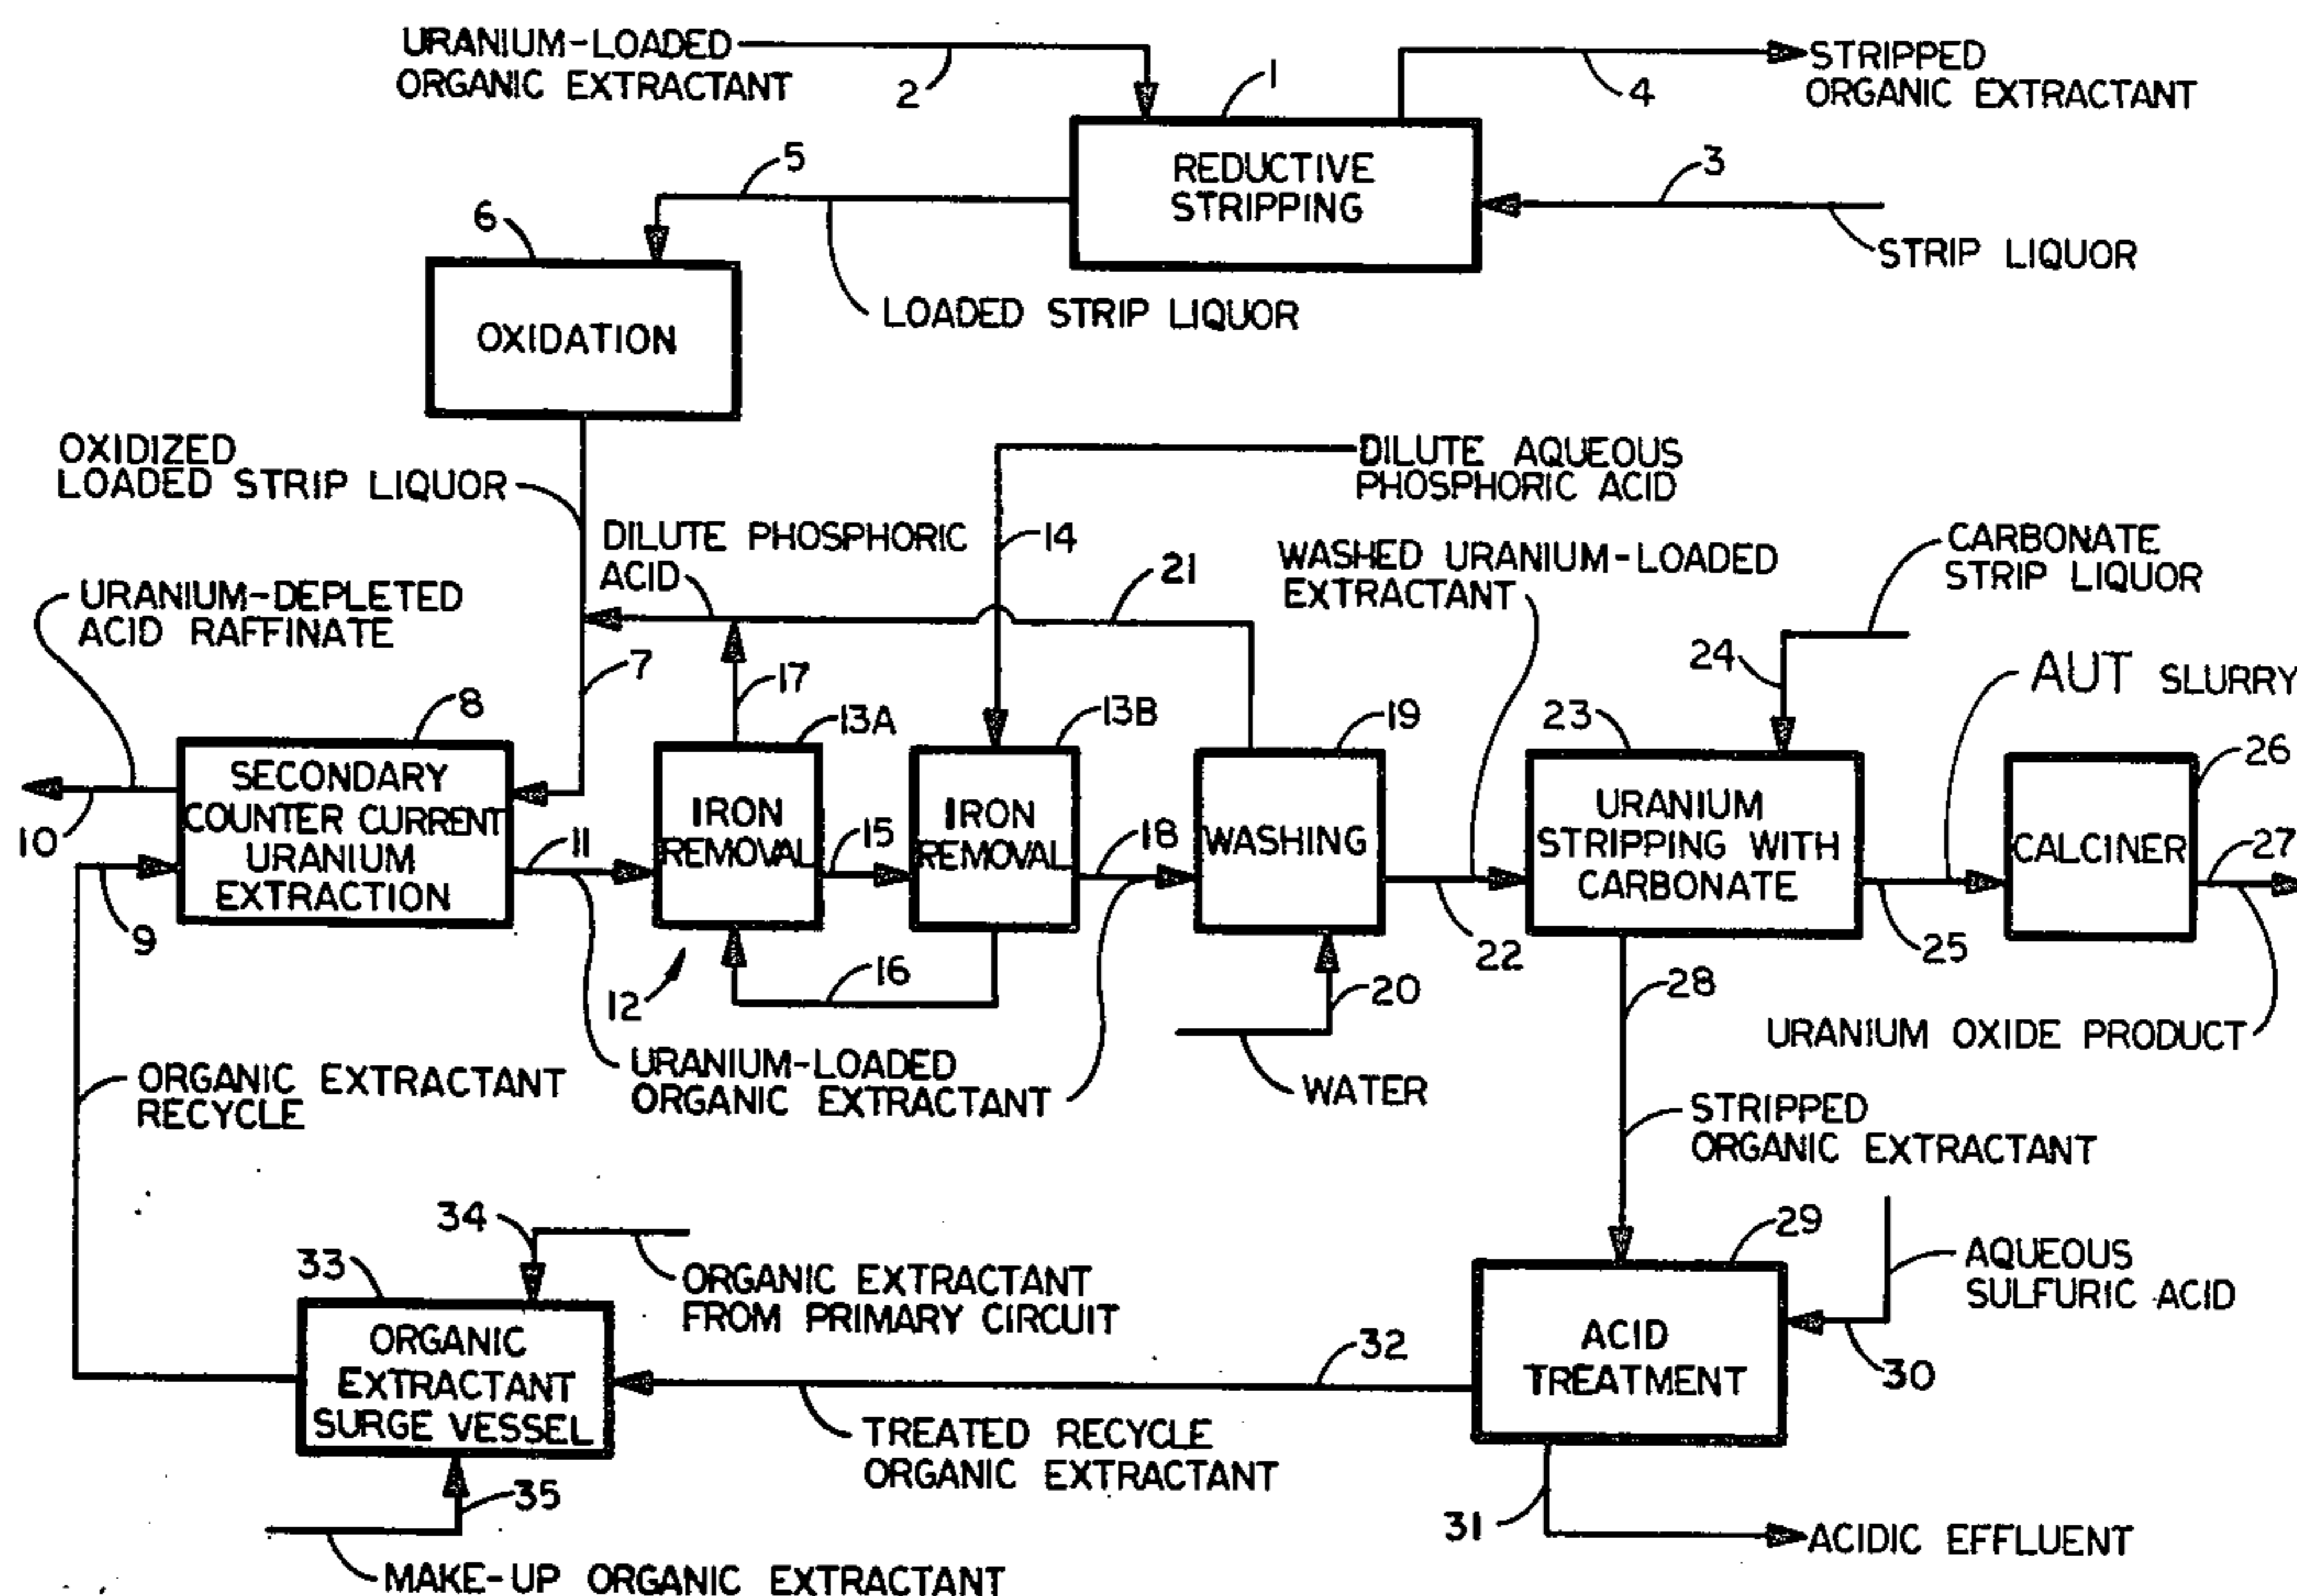 URANIUM-LOADED
ORGANIC EXTRACTANT
2
1
4
STRIPPED
ORGANIC EXTRACTANT
REDUCTIVE
STRIPPING
5
3
STRIP LIQUOR
6
LOADED STRIP LIQUOR
OXIDATION
OXIDIZED
LOADED STRIP LIQUOR
DILUTE AQUEOUS
PHOSPHORIC ACID
14
DILUTE PHOSPHORIC
ACID
21
WASHED URANIUM-LOADED
EXTRACTANT
CARBONATE
STRIP LIQUOR
24
URANIUM-DEPLETED
ACID RAFFINATE
7
17
AUT SLURRY
8
13A
13B
19
23
26
SECONDARY
COUNTER CURRENT
URANIUM
EXTRACTION
10
9
11
IRON
REMOVAL
15
IRON
REMOVAL
18
WASHING
22
URANIUM
STRIPPING WITH
CARBONATE
25
CALCINER
27
12
16
20
28
URANIUM OXIDE PRODUCT
ORGANIC EXTRACTANT
RECYCLE
URANIUM-LOADED
ORGANIC EXTRACTANT
WATER
STRIPPED
ORGANIC EXTRACTANT
34
33
ORGANIC EXTRACTANT
FROM PRIMARY CIRCUIT
29
AQUEOUS
SULFURIC ACID
30
ORGANIC
EXTRACTANT
SURGE VESSEL
32
ACID
TREATMENT
TREATED RECYCLE
ORGANIC EXTRACTANT
35
31
MAKE-UP ORGANIC EXTRACTANT
ACIDIC EFFLUENT